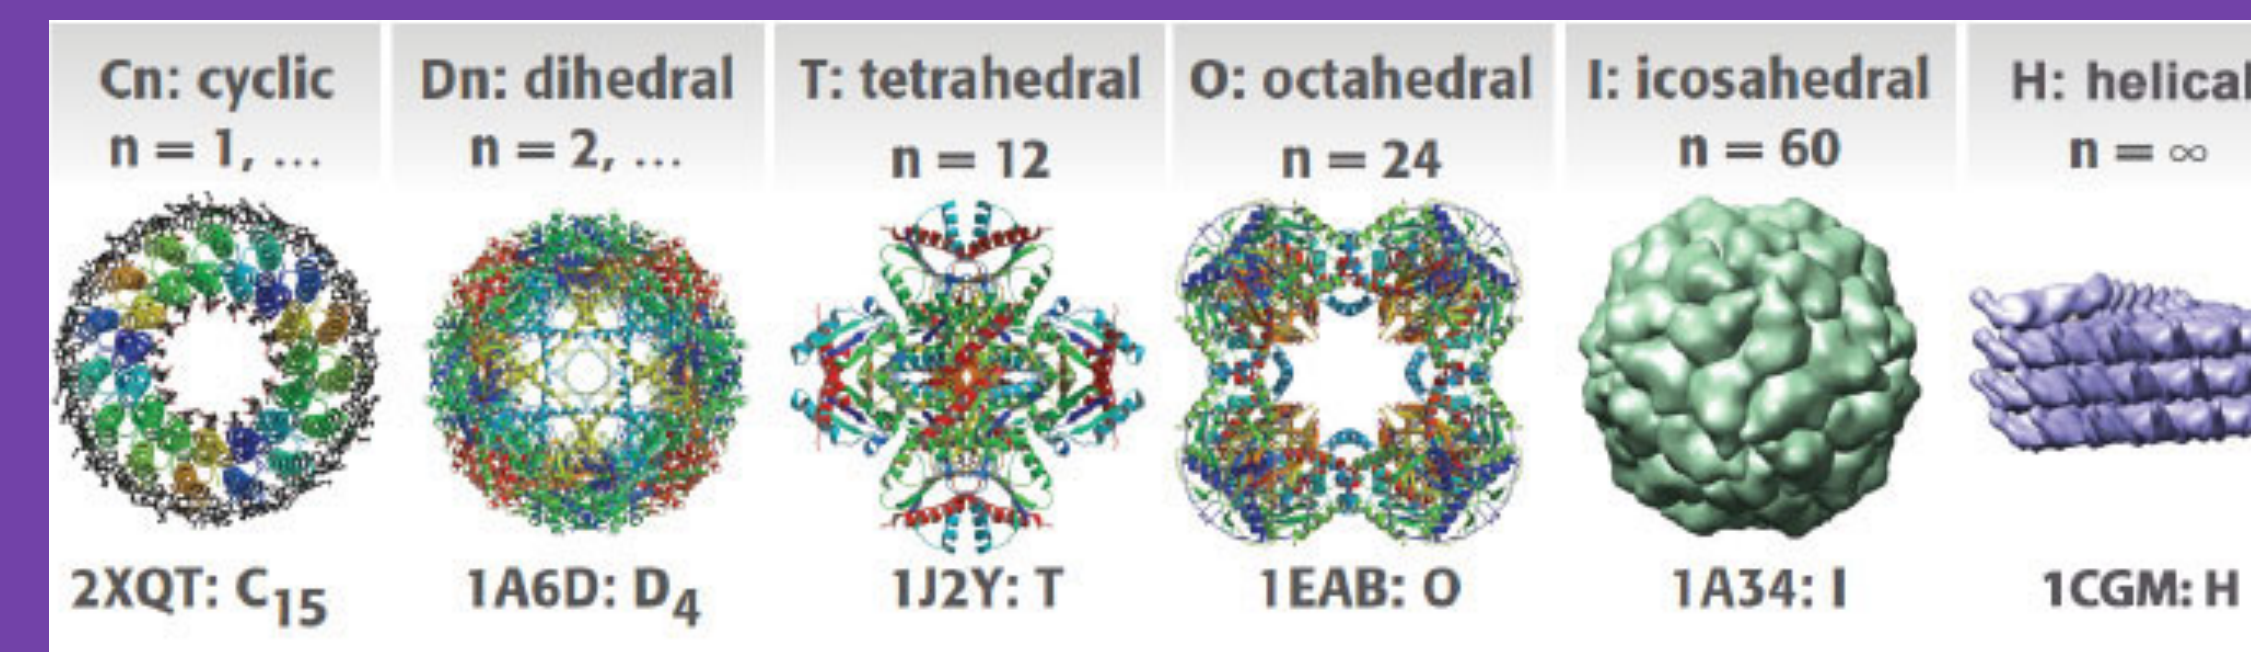 Cn: cyclic
n = 1, ...
Dn: dihedral
n = 2, ...
T: tetrahedral
n = 12
O: octahedral
n = 24
I: icosahedral
n = 60
H: helical
n = ∞
2XQT: C15
1A6D: D4
1J2Y: T
1EAB: O
1A34: I
1CGM: H